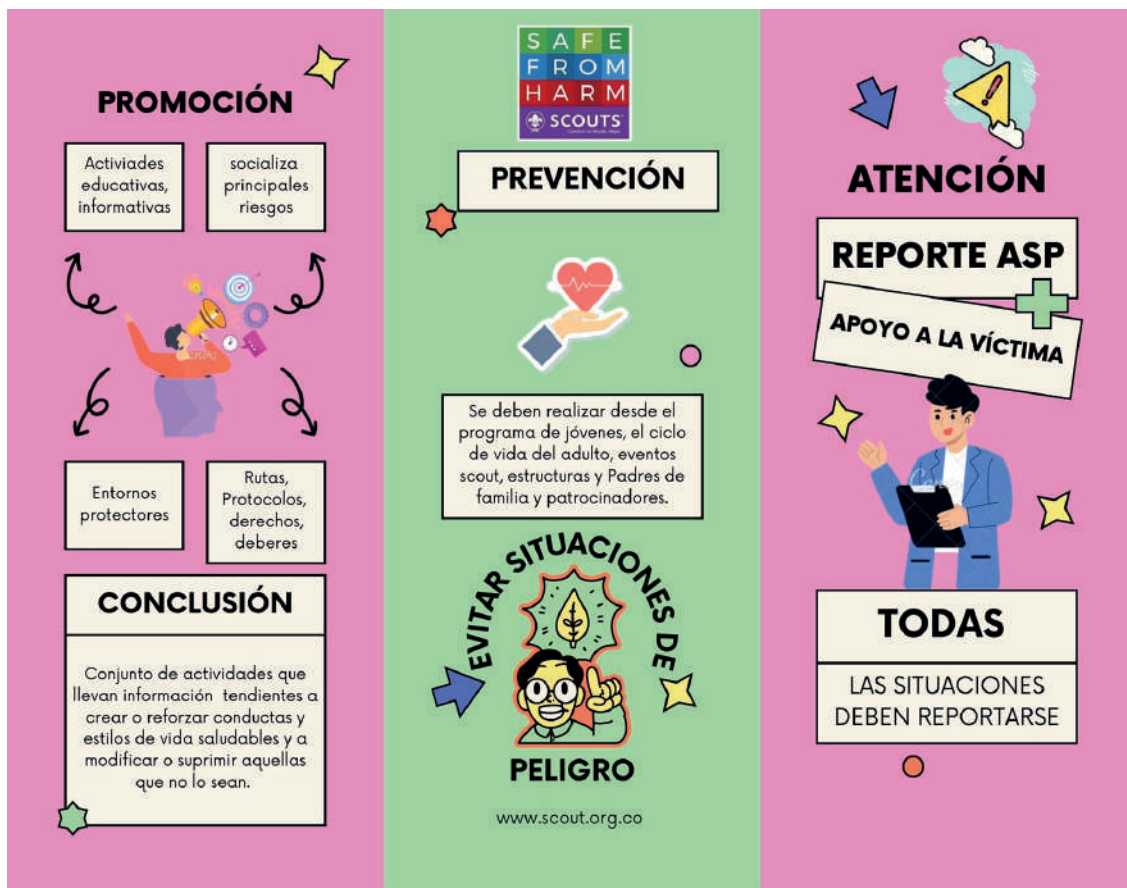 PROMOCIÓN
Activiades
educativas,
informativas
socializa
principales
riesgos
Entornos
protectores
Rutas,
Protocolos,
derechos,
deberes
CONCLUSIÓN
Conjunto de actividades que
llevan información tendientes a
crear o reforzar conductas y
estilos de vida saludables y a
modificar o suprimir aquellas
que no lo sean.
SAFE
FROM
HARM
SCOUTS
PREVENCIÓN
Se deben realizar desde el
programa de jóvenes, el ciclo
de vida del adulto, eventos
scout, estructuras y Padres de
familia y patrocinadores.
EVITAR SITUACIONES DE
PELIGRO
www.scout.org.co
ATENCIÓN
REPORTE ASP
APOYO A LA VÍCTIMA
TODAS
LAS SITUACIONES
DEBEN REPORTARSE